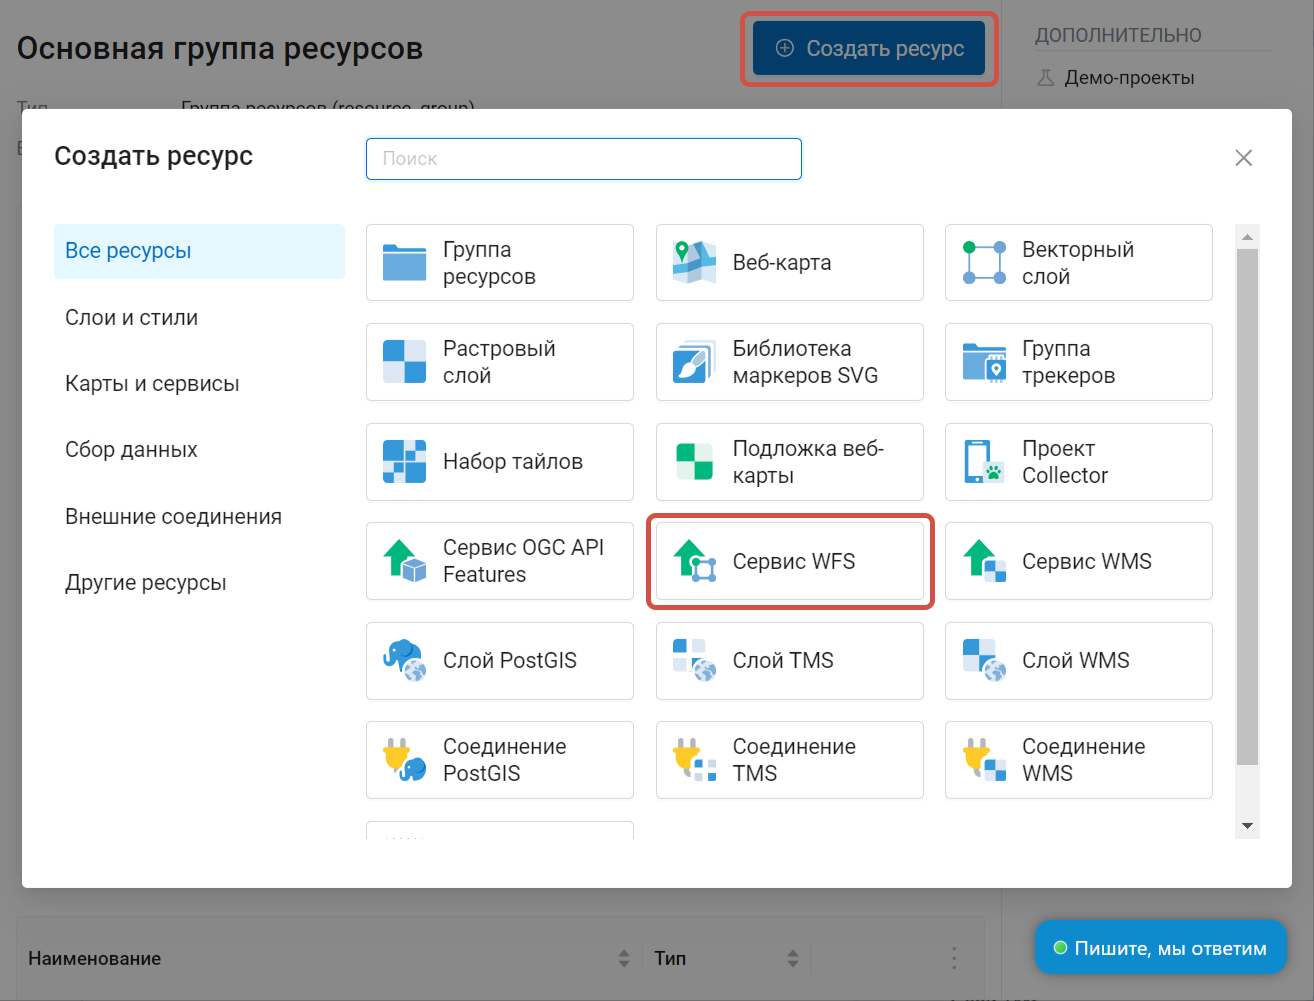 Основная группа ресурсов
Создать ресурс
ДОПОЛНИТЕЛЬНО
Демо-проекты
Тип
Группа ресурсов (resource_group)
Создать ресурс
Поиск
Все ресурсы
Слои и стили
Карты и сервисы
Сбор данных
Внешние соединения
Другие ресурсы
Группа
ресурсов
Веб-карта
Векторный
слой
Растровый
слой
Библиотека
маркеров SVG
Группа
трекеров
Набор тайлов
Подложка веб-
карты
Проект
Collector
Сервис OGC API
Features
Сервис WFS
Сервис WMS
Слой PostGIS
Слой TMS
Слой WMS
Соединение
PostGIS
Соединение
TMS
Соединение
WMS
Наименование
Тип
Пишите, мы ответим